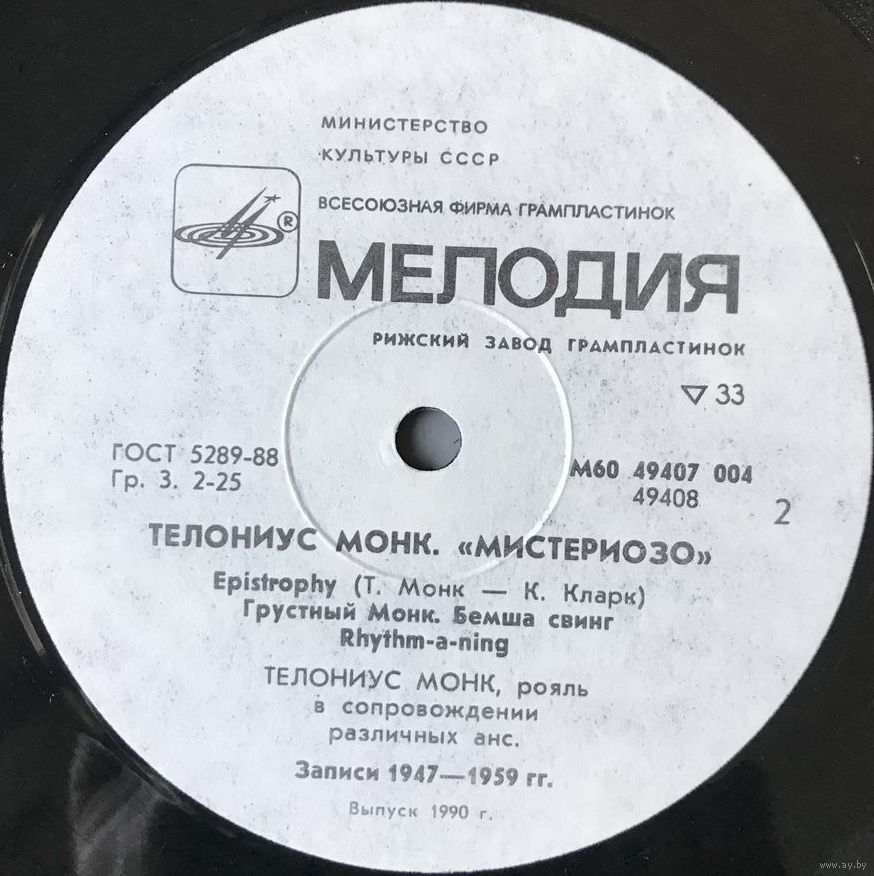 МИНИСТЕРСТВО
КУЛЬТУРЫ СССР
ВСЕСОЮЗНАЯ ФИРМА ГРАМПЛАСТИНОК
®
МЕЛОДИЯ
РИЖСКИЙ ЗАВОД ГРАМПЛАСТИНОК
▽ 33
ГОСТ 5289-88
Гр. 3. 2-25
М60 49407 004
49408
2
ТЕЛОНИУС МОНК. «МИСТЕРИОЗО»
Epistrophy (Т. Монк — К. Кларк)
Грустный Монк. Бемша свинг
Rhythm-a-ning
ТЕЛОНИУС МОНК, рояль
в сопровождении
различных анс.
Записи 1947—1959 гг.
Выпуск 1990 г.
www.ay.by